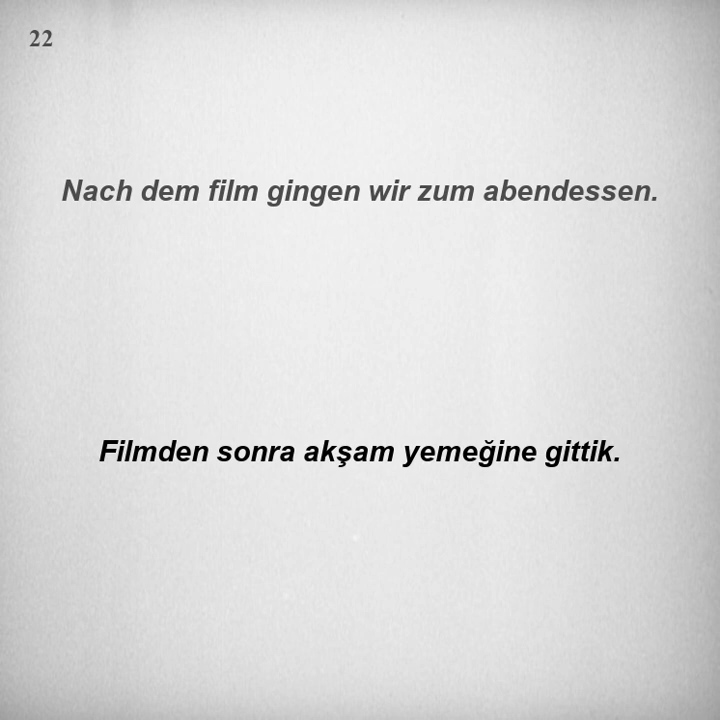 22
Nach dem film gingen wir zum abendessen.
Filmden sonra akşam yemeğine gittik.